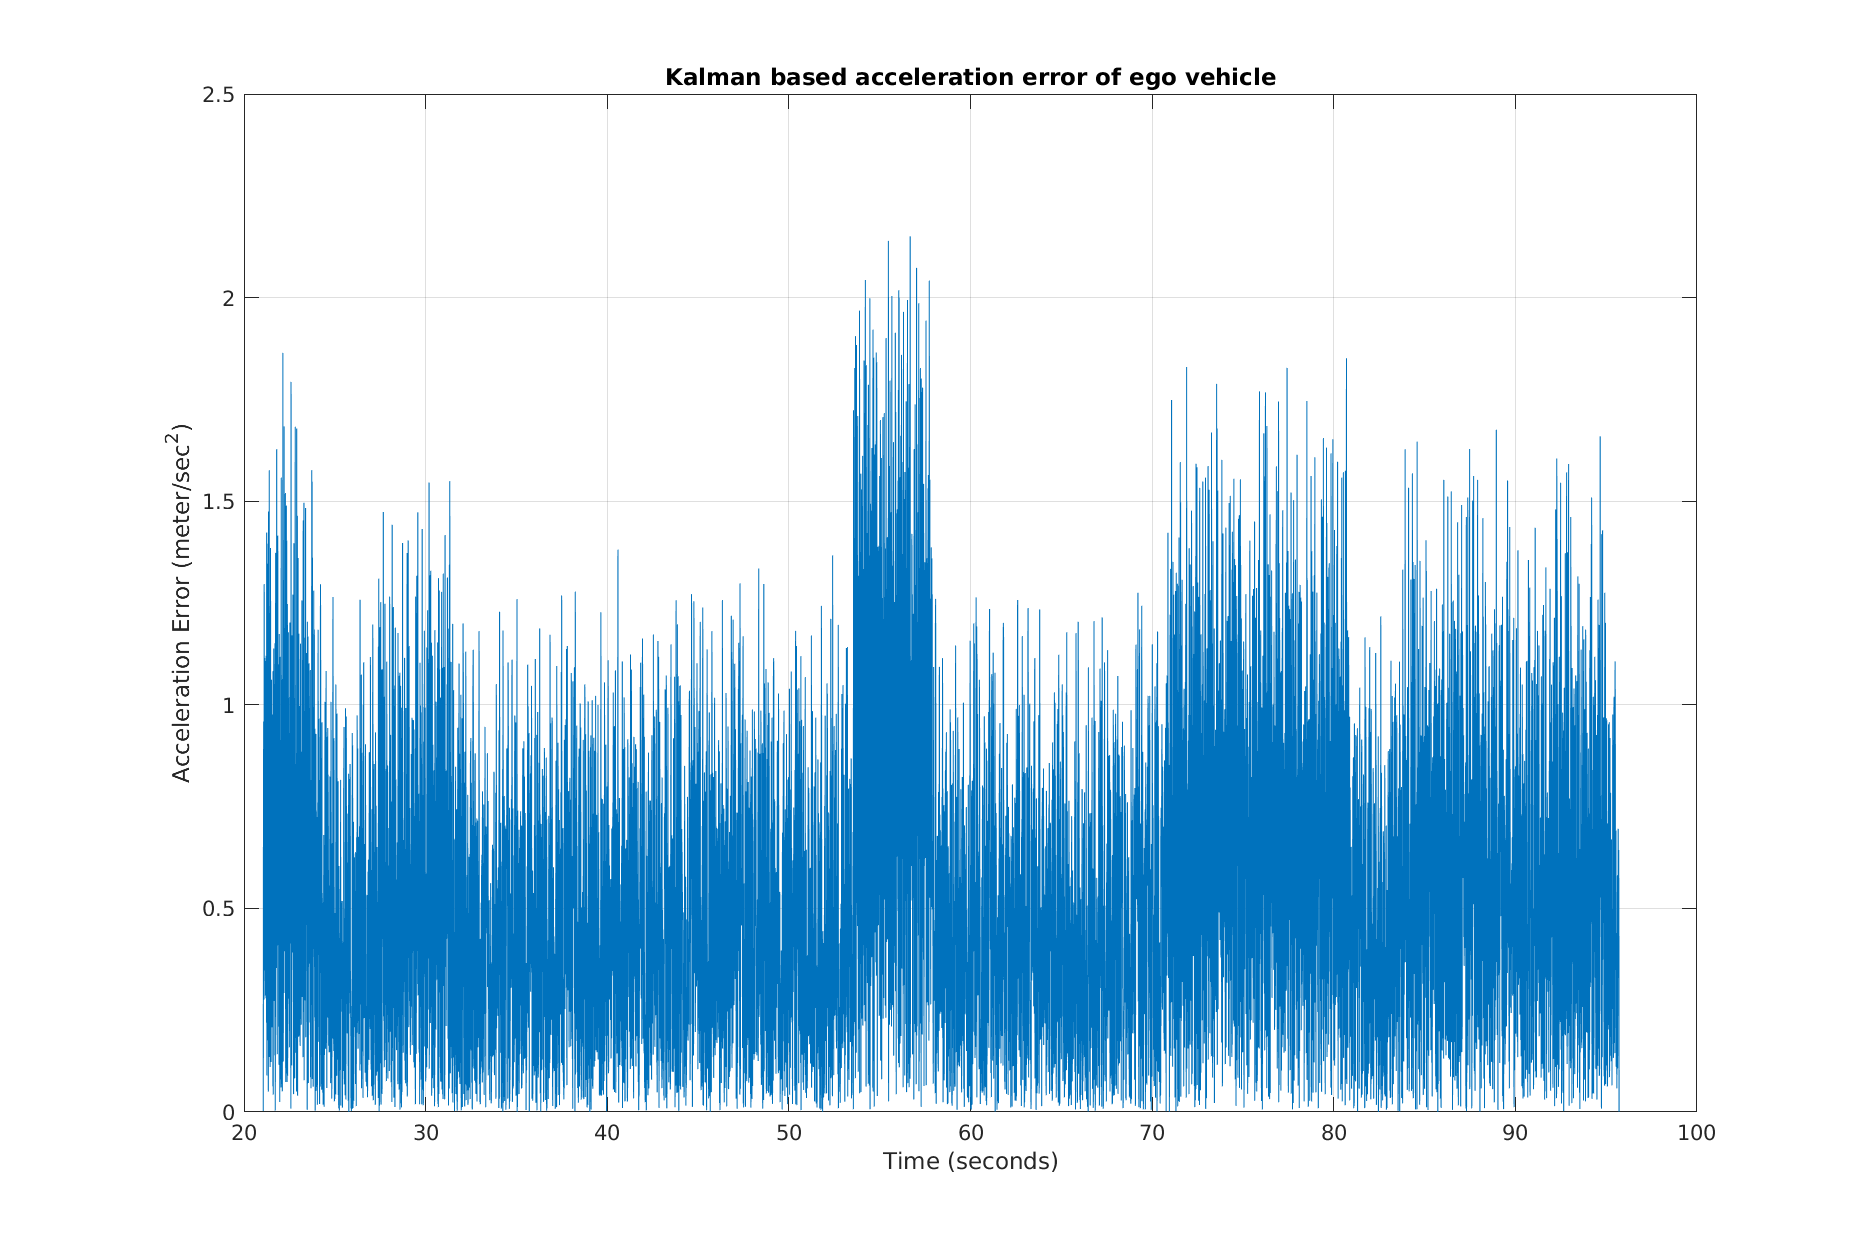 Kalman based acceleration error of ego vehicle
2.5
2
1.5
1
0.5
0
Acceleration Error (meter/sec²)
20 30 40 50 60 70 80 90 100
Time (seconds)